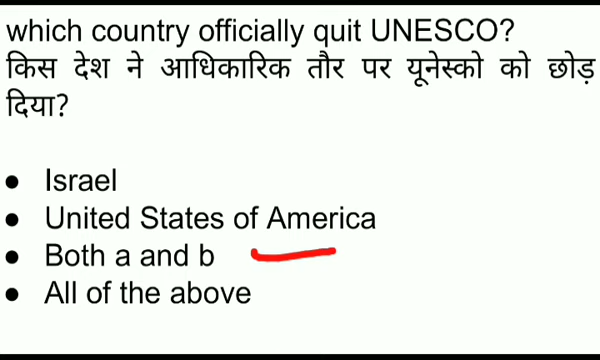 which country officially quit UNESCO?
किस देश ने आधिकारिक तौर पर यूनेस्को को छोड़
दिया?
● Israel
● United States of America
● Both a and b
● All of the above